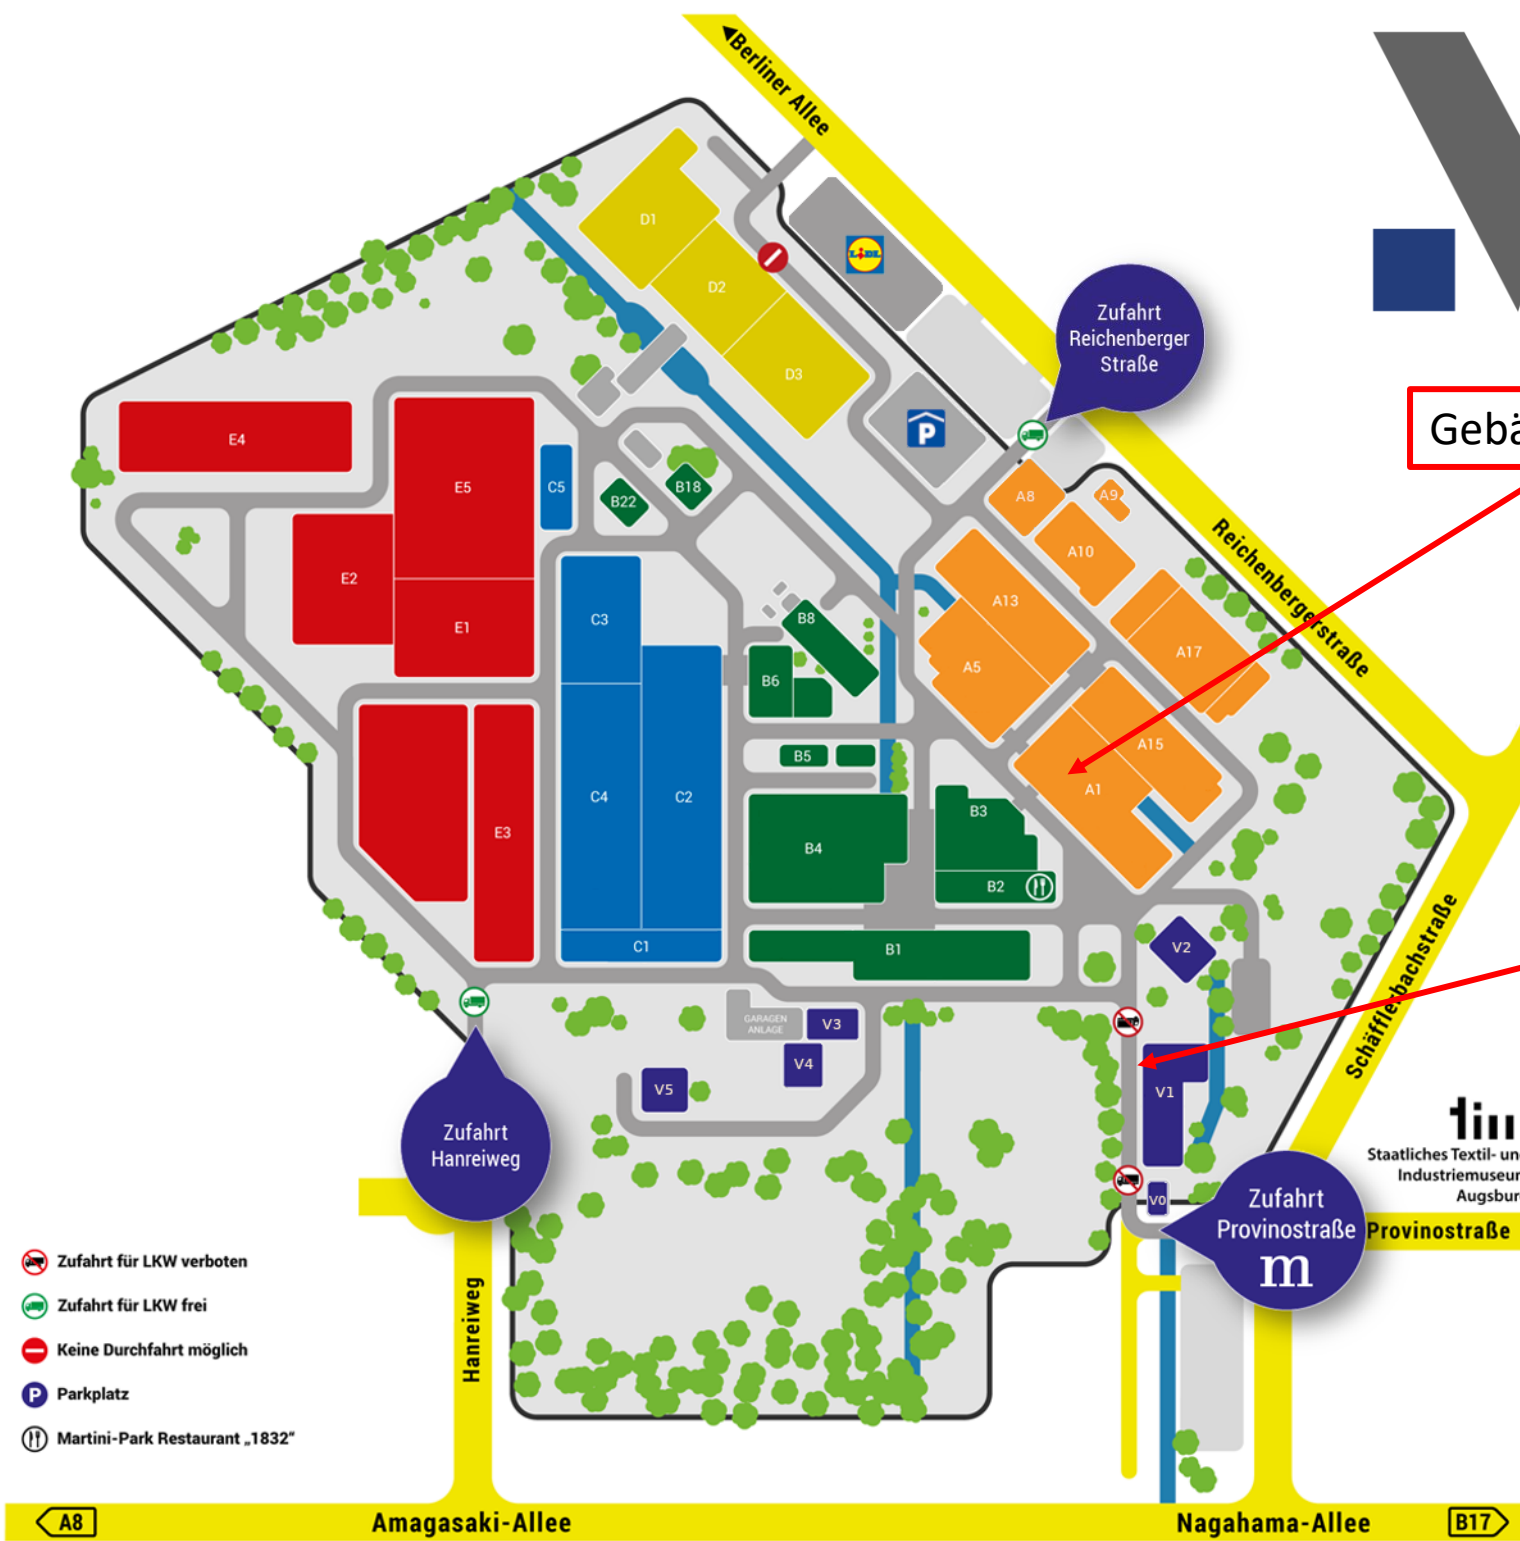 Berliner Allee
D1
LIDL
D2
Zufahrt
Reichenberger
Straße
D3
Gebä
P
E4
E5
C5
B22
B18
A8
A9
A10
Reichenbergerstraße
E2
E1
C3
B8
B6
A13
A5
A17
A15
A1
B5
C4
C2
E3
B4
B3
B2
C1
B1
V2
Schäfflerbachstraße
GARAGEN
ANLAGE
V3
V4
V5
V1
V0
tim
Staatliches Textil- un
Industriemuseu
Augsbur
Zufahrt
Hanreiweg
Zufahrt
Provinostraße
m
Provinostraße
Hanreiweg
Zufahrt für LKW verboten
Zufahrt für LKW frei
Keine Durchfahrt möglich
P Parkplatz
Martini-Park Restaurant „1832"
A8
Amagasaki-Allee
Nagahama-Allee
B17